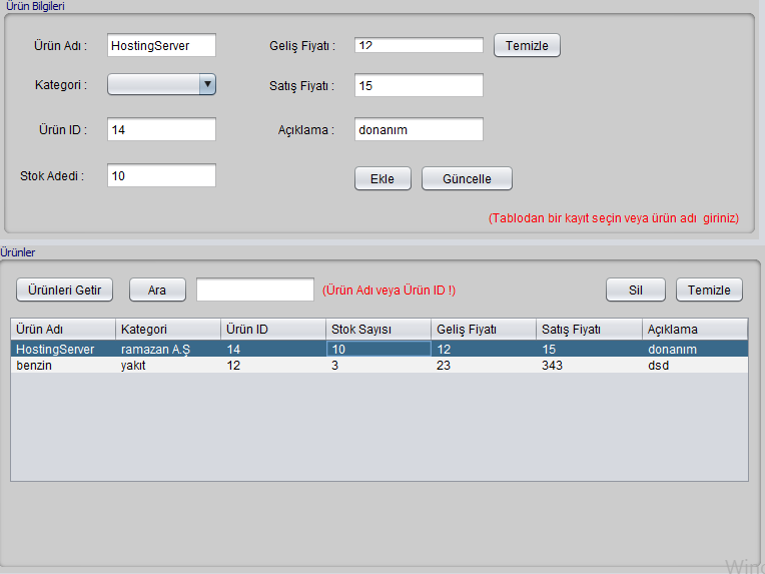 Ürün Bilgileri
Ürün Adı : HostingServer Geliş Fiyatı : 12 Temizle
Kategori : Satış Fiyatı : 15
Ürün ID : 14 Açıklama : donanım
Stok Adedi : 10 Ekle Güncelle
(Tablodan bir kayıt seçin veya ürün adı giriniz)
Ürünler
Ürünleri Getir Ara (Ürün Adı veya Ürün ID !) Sil Temizle
Ürün Adı Kategori Ürün ID Stok Sayısı Geliş Fiyatı Satış Fiyatı Açıklama
HostingServer ramazan A.Ş 14 10 12 15 donanım
benzin yakıt 12 3 23 343 dsd